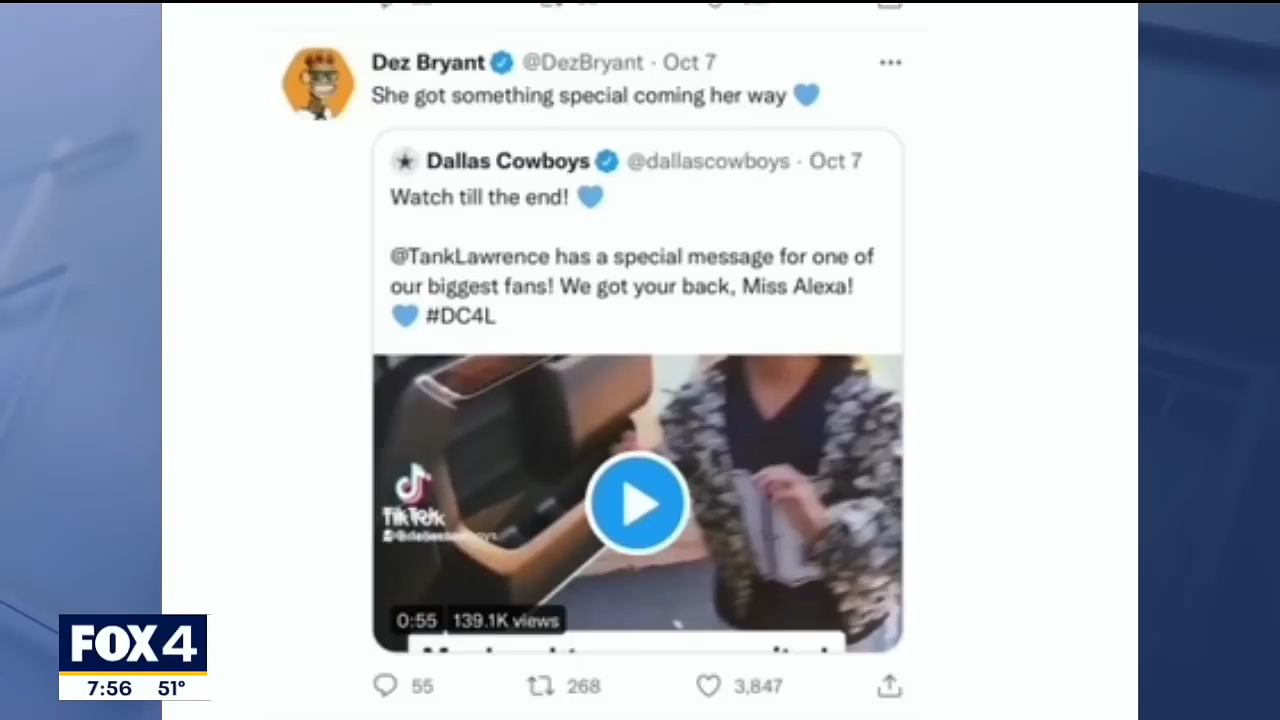 Dez Bryant @DezBryant · Oct 7
She got something special coming her way 💙
Dallas Cowboys @dallascowboys · Oct 7
Watch till the end! 💙
@TankLawrence has a special message for one of
our biggest fans! We got your back, Miss Alexa!
💙 #DC4L
TikTok
0:55 139.1K views
55 268 3,847
FOX 4
7:56 51°